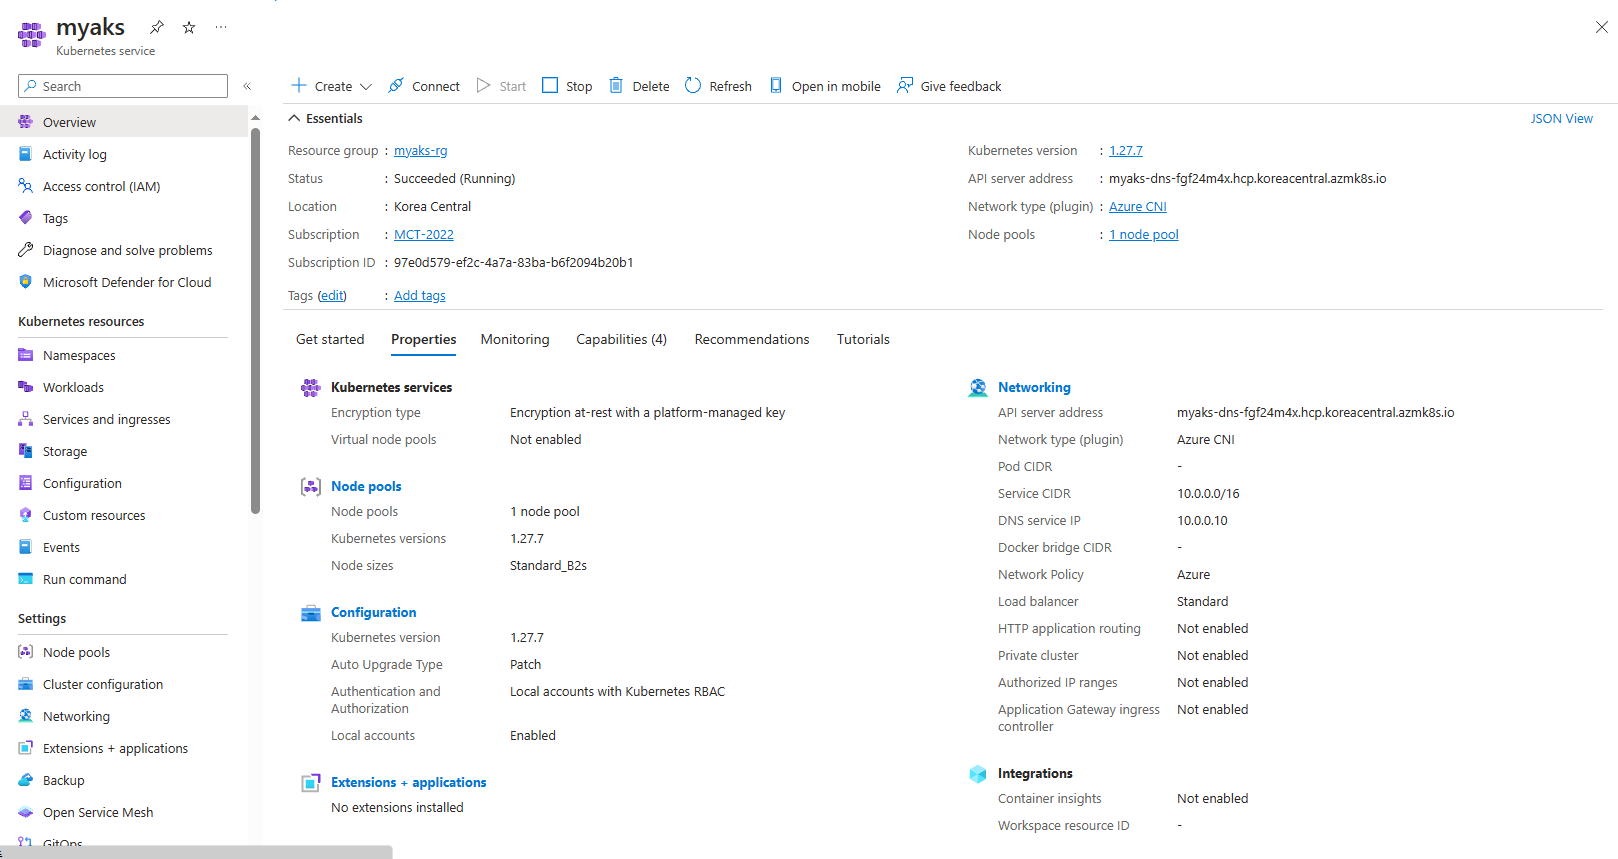 myaks
Kubernetes service
Search
Overview
Activity log
Access control (IAM)
Tags
Diagnose and solve problems
Microsoft Defender for Cloud
Kubernetes resources
Namespaces
Workloads
Services and ingresses
Storage
Configuration
Custom resources
Events
Run command
Settings
Node pools
Cluster configuration
Networking
Extensions + applications
Backup
Open Service Mesh
GitOps
Create
Connect
Start
Stop
Delete
Refresh
Open in mobile
Give feedback
Essentials
JSON View
Resource group : myaks-rg
Status : Succeeded (Running)
Location : Korea Central
Subscription : MCT-2022
Subscription ID : 97e0d579-ef2c-4a7a-83ba-b6f2094b20b1
Tags (edit) : Add tags
Kubernetes version : 1.27.7
API server address : myaks-dns-fgf24m4x.hcp.koreacentral.azmk8s.io
Network type (plugin) : Azure CNI
Node pools : 1 node pool
Get started
Properties
Monitoring
Capabilities (4)
Recommendations
Tutorials
Kubernetes services
Encryption type Encryption at-rest with a platform-managed key
Virtual node pools Not enabled
Node pools
Node pools 1 node pool
Kubernetes versions 1.27.7
Node sizes Standard_B2s
Configuration
Kubernetes version 1.27.7
Auto Upgrade Type Patch
Authentication and Local accounts with Kubernetes RBAC
Authorization
Local accounts Enabled
Extensions + applications
No extensions installed
Networking
API server address myaks-dns-fgf24m4x.hcp.koreacentral.azmk8s.io
Network type (plugin) Azure CNI
Pod CIDR -
Service CIDR 10.0.0.0/16
DNS service IP 10.0.0.10
Docker bridge CIDR -
Network Policy Azure
Load balancer Standard
HTTP application routing Not enabled
Private cluster Not enabled
Authorized IP ranges Not enabled
Application Gateway ingress Not enabled
controller
Integrations
Container insights Not enabled
Workspace resource ID -